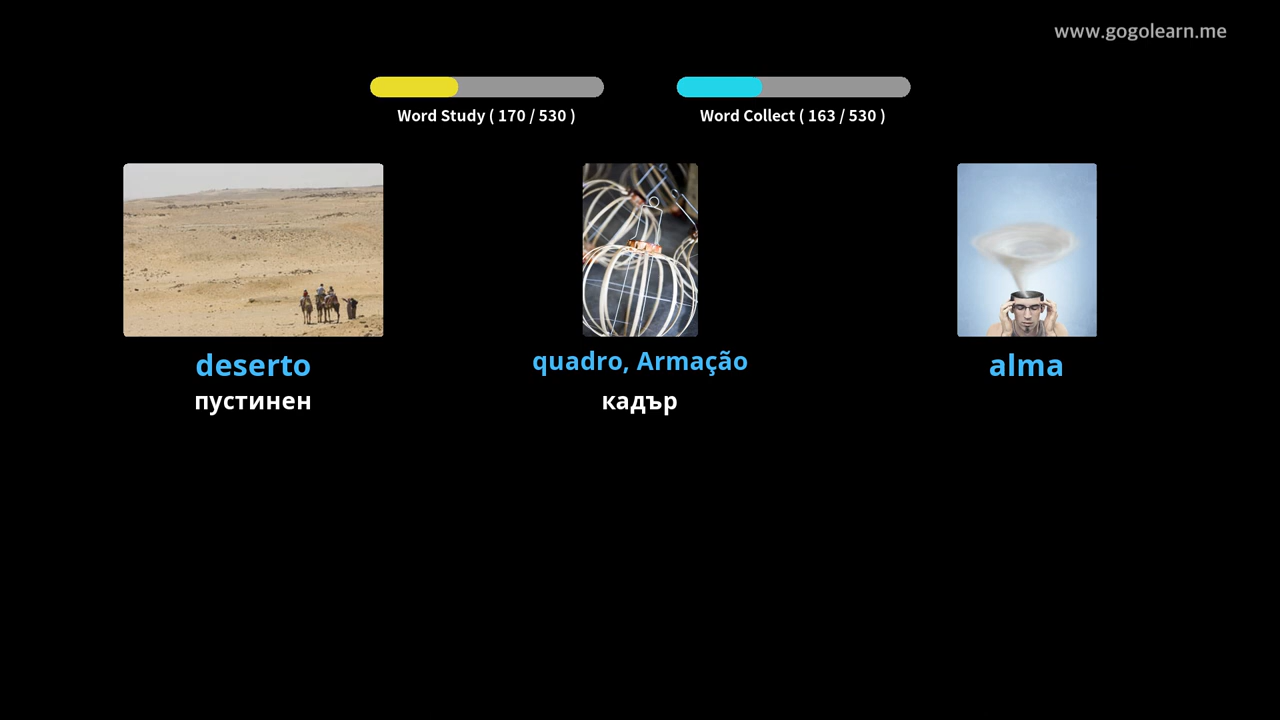 www.gogolearn.me
Word Study ( 170 / 530 )
Word Collect ( 163 / 530 )
deserto
пустинен
quadro, Armação
кадър
alma